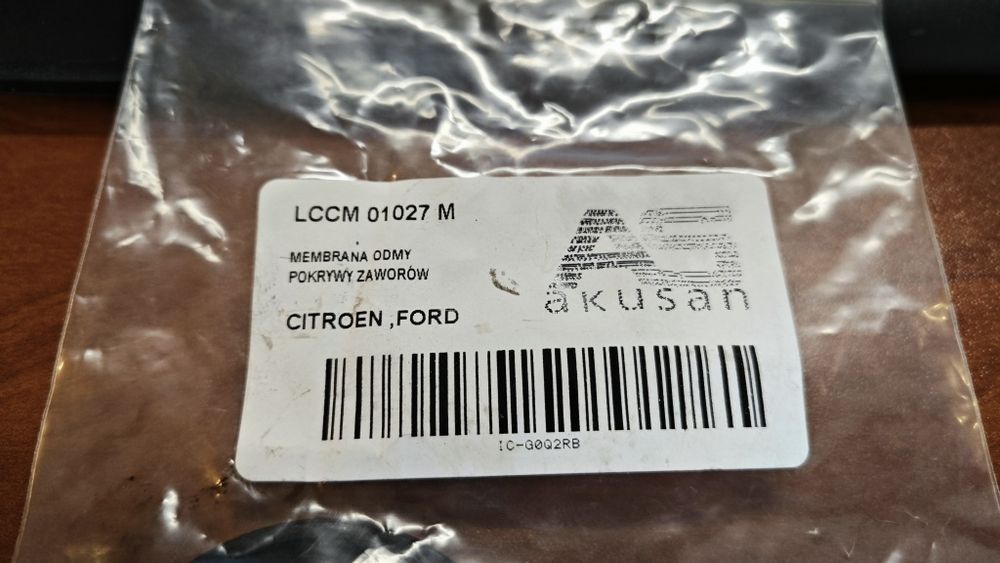 LCCM 01027 M
MEMBRANA ODMY
POKRYWY ZAWORÓW
CITROEN ,FORD
AS
akusan
IC-G0Q2RB